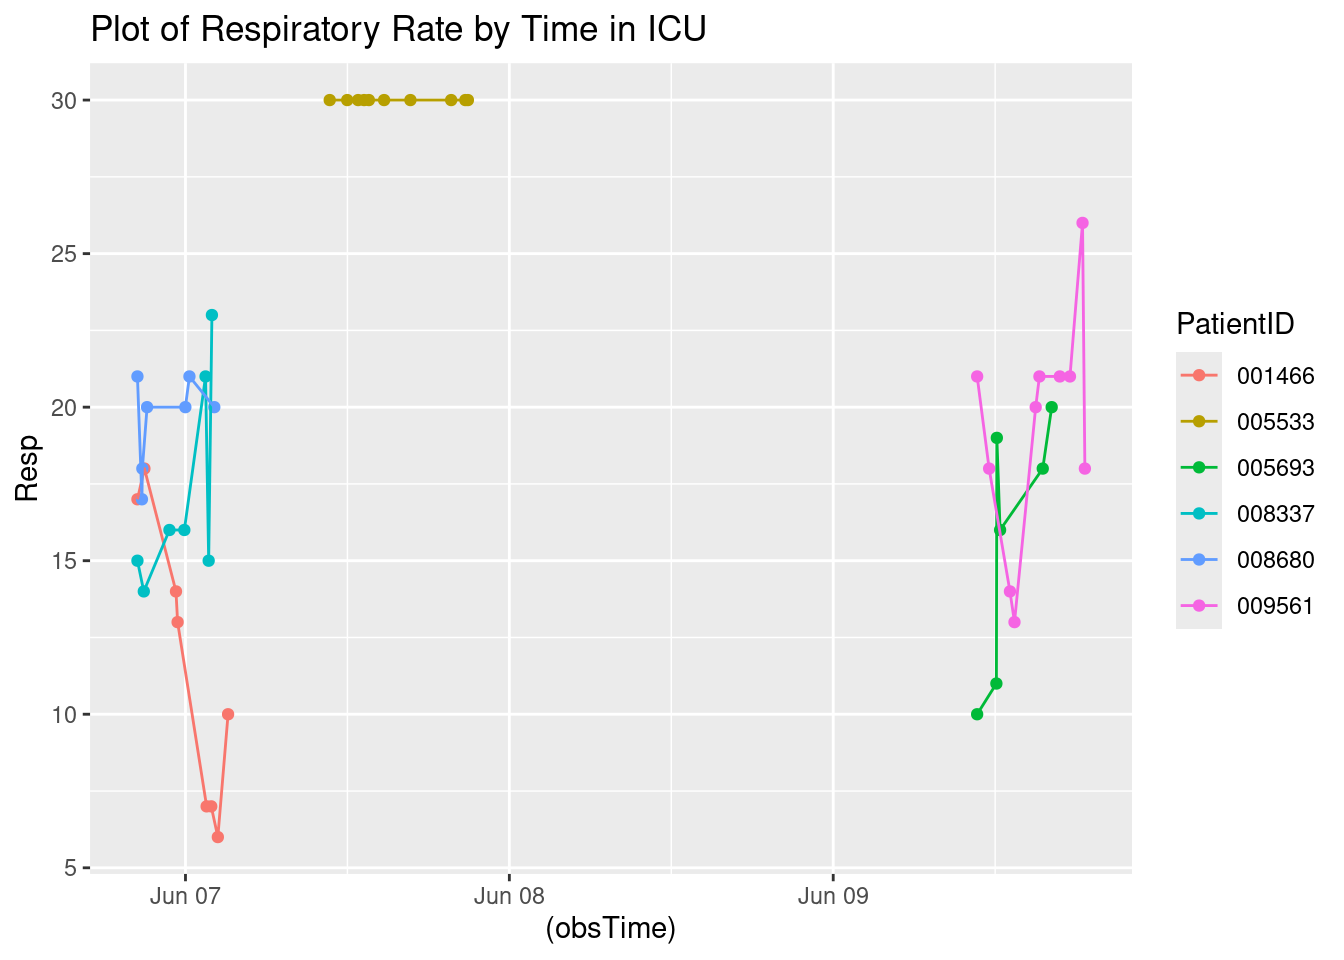 Plot of Respiratory Rate by Time in ICU
30
25
20
15
10
5
Resp
Jun 07
Jun 08
Jun 09
(obsTime)
PatientID
001466
005533
005693
008337
008680
009561